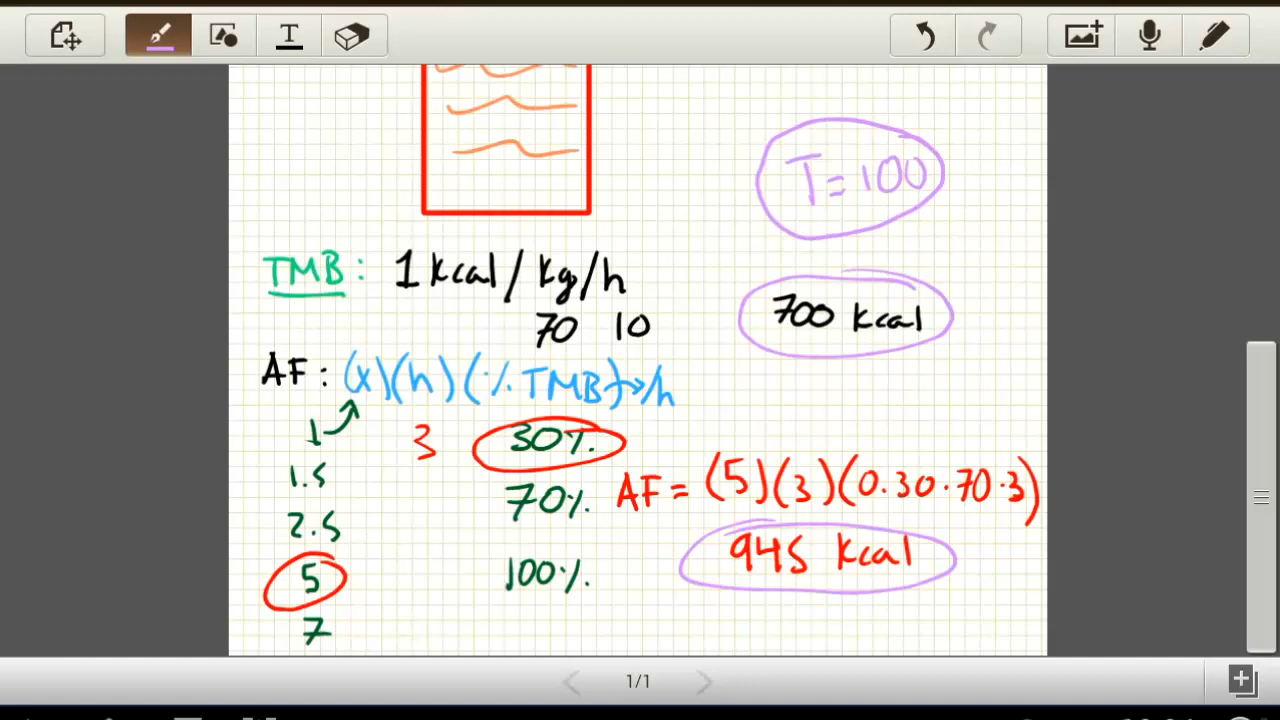 T = 100
TMB: 1 kcal/kg/h
70 10
700 kcal
AF: (x)(h)(% TMB)→/h
1 3 30%
1.5
70%
AF = (5)(3)(0.30·70·3)
2.5
945 kcal
5 100%
7
1/1